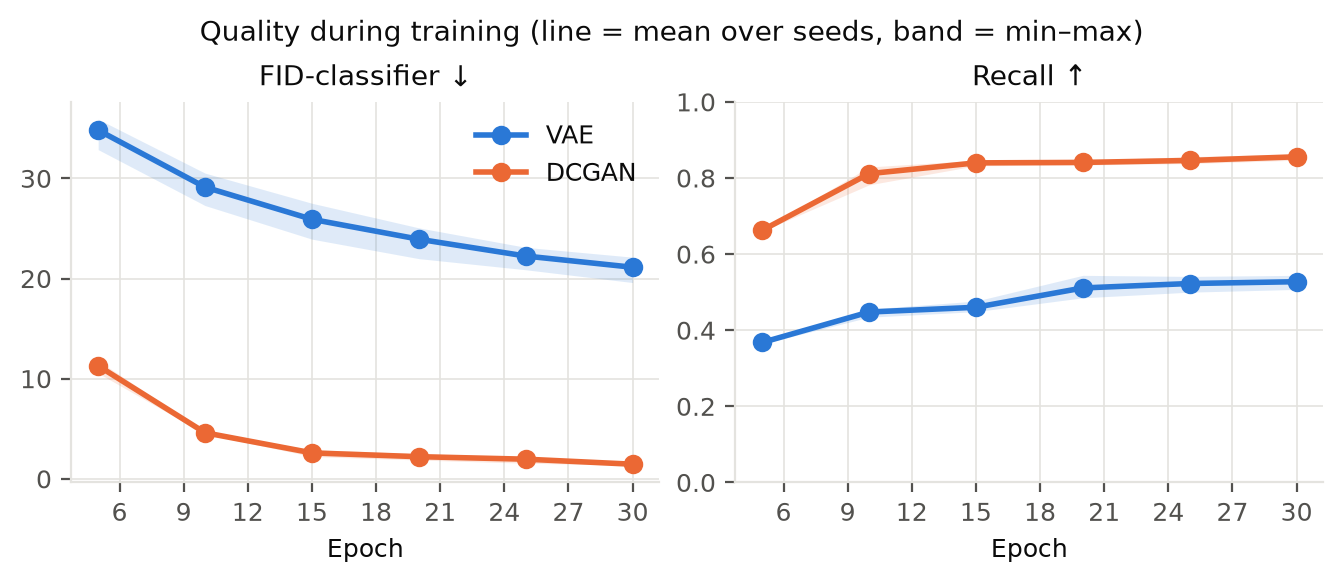 Quality during training (line = mean over seeds, band = min–max)
FID-classifier ↓
30
20
10
0
VAE
DCGAN
6 9 12 15 18 21 24 27 30
Epoch
Recall ↑
1.0
0.8
0.6
0.4
0.2
0.0
6 9 12 15 18 21 24 27 30
Epoch